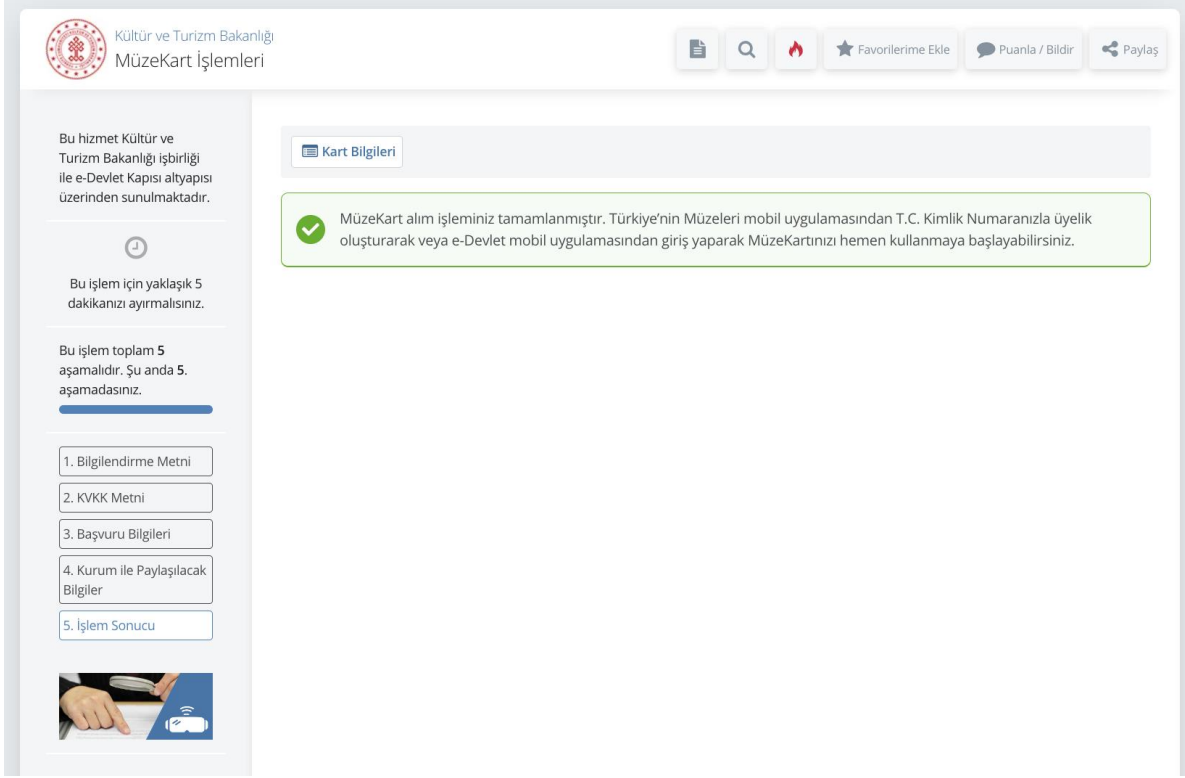 Kültür ve Turizm Bakanlığı
MüzeKart İşlemleri
Favorilerime Ekle
Puanla / Bildir
Paylaş
Bu hizmet Kültür ve
Turizm Bakanlığı işbirliği
ile e-Devlet Kapısı altyapısı
üzerinden sunulmaktadır.
Bu işlem için yaklaşık 5
dakikanızı ayırmalısınız.
Bu işlem toplam 5
aşamalıdır. Şu anda 5.
aşamadasınız.
1. Bilgilendirme Metni
2. KVKK Metni
3. Başvuru Bilgileri
4. Kurum ile Paylaşılacak
Bilgiler
5. İşlem Sonucu
Kart Bilgileri
MüzeKart alım işleminiz tamamlanmıştır. Türkiye’nin Müzeleri mobil uygulamasından T.C. Kimlik Numaranızla üyelik
oluşturarak veya e-Devlet mobil uygulamasından giriş yaparak MüzeKartınızı hemen kullanmaya başlayabilirsiniz.